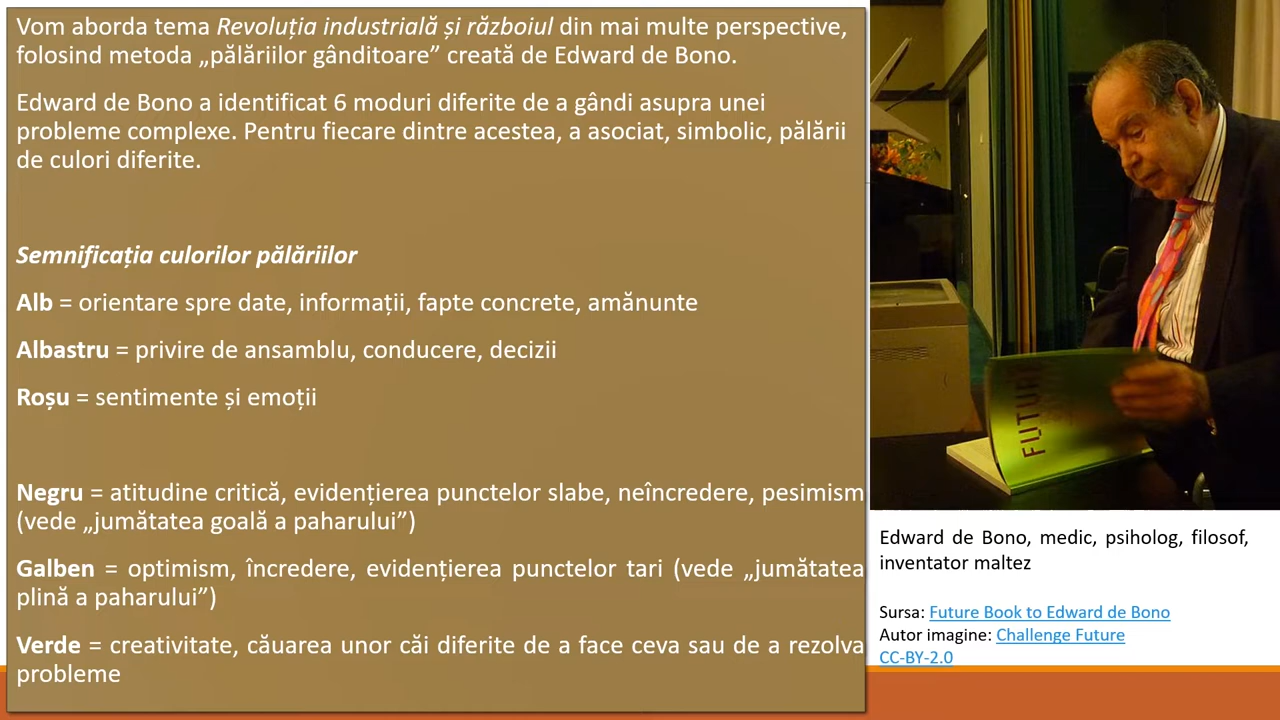 Vom aborda tema Revoluția industrială și războiul din mai multe perspective,
folosind metoda „pălăriilor gânditoare” creată de Edward de Bono.
Edward de Bono a identificat 6 moduri diferite de a gândi asupra unei
probleme complexe. Pentru fiecare dintre acestea, a asociat, simbolic, pălării
de culori diferite.
Semnificația culorilor pălăriilor
Alb = orientare spre date, informații, fapte concrete, amănunte
Albastru = privire de ansamblu, conducere, decizii
Roșu = sentimente și emoții
Negru = atitudine critică, evidențierea punctelor slabe, neîncredere, pesimism
(vede „jumătatea goală a paharului”)
Galben = optimism, încredere, evidențierea punctelor tari (vede „jumătatea
plină a paharului”)
Verde = creativitate, căuarea unor căi diferite de a face ceva sau de a rezolva
probleme
FUTUR
Edward de Bono, medic, psiholog, filosof,
inventator maltez
Sursa: Future Book to Edward de Bono
Autor imagine: Challenge Future
CC-BY-2.0